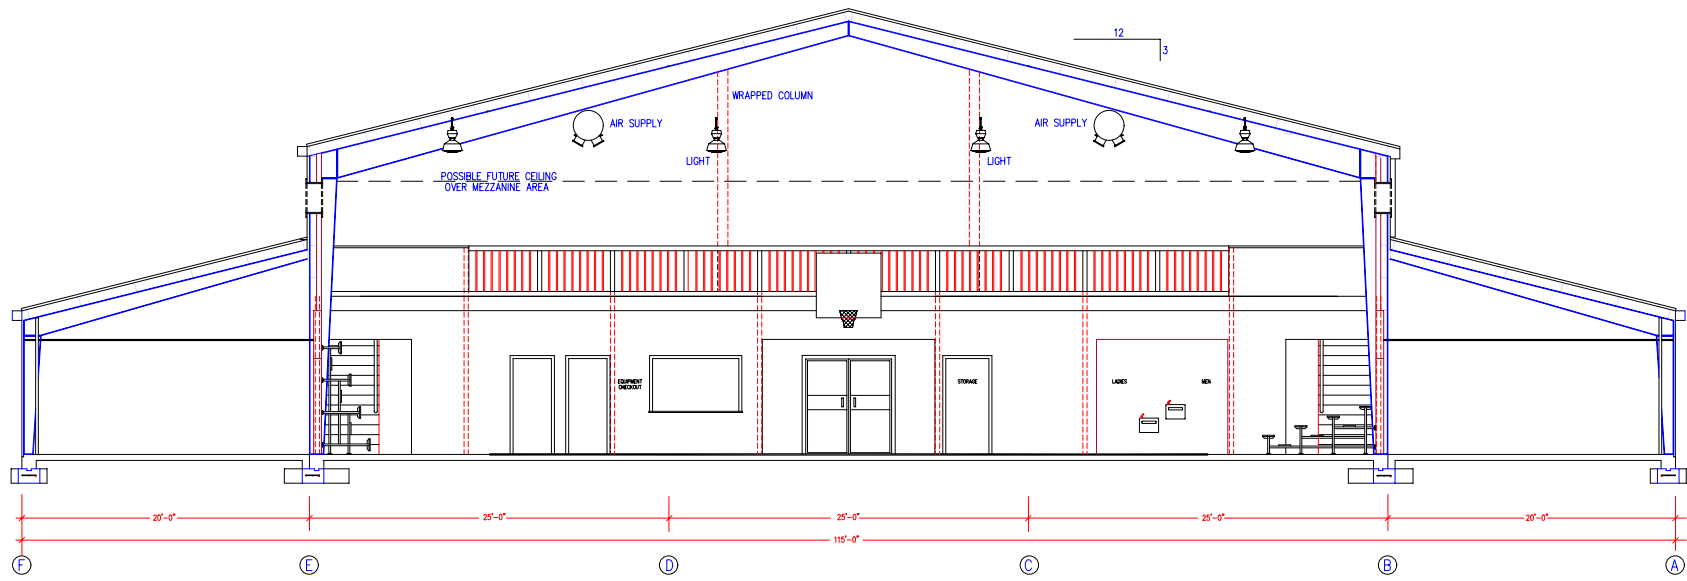 12
3
WRAPPED COLUMN
AIR SUPPLY
AIR SUPPLY
LIGHT
LIGHT
POSSIBLE FUTURE CEILING
OVER MEZZANINE AREA
EQUIPMENT
CHECKOUT
STORAGE
LADIES
MEN
20'-0"
25'-0"
25'-0"
25'-0"
20'-0"
115'-0"
F
E
D
C
B
A